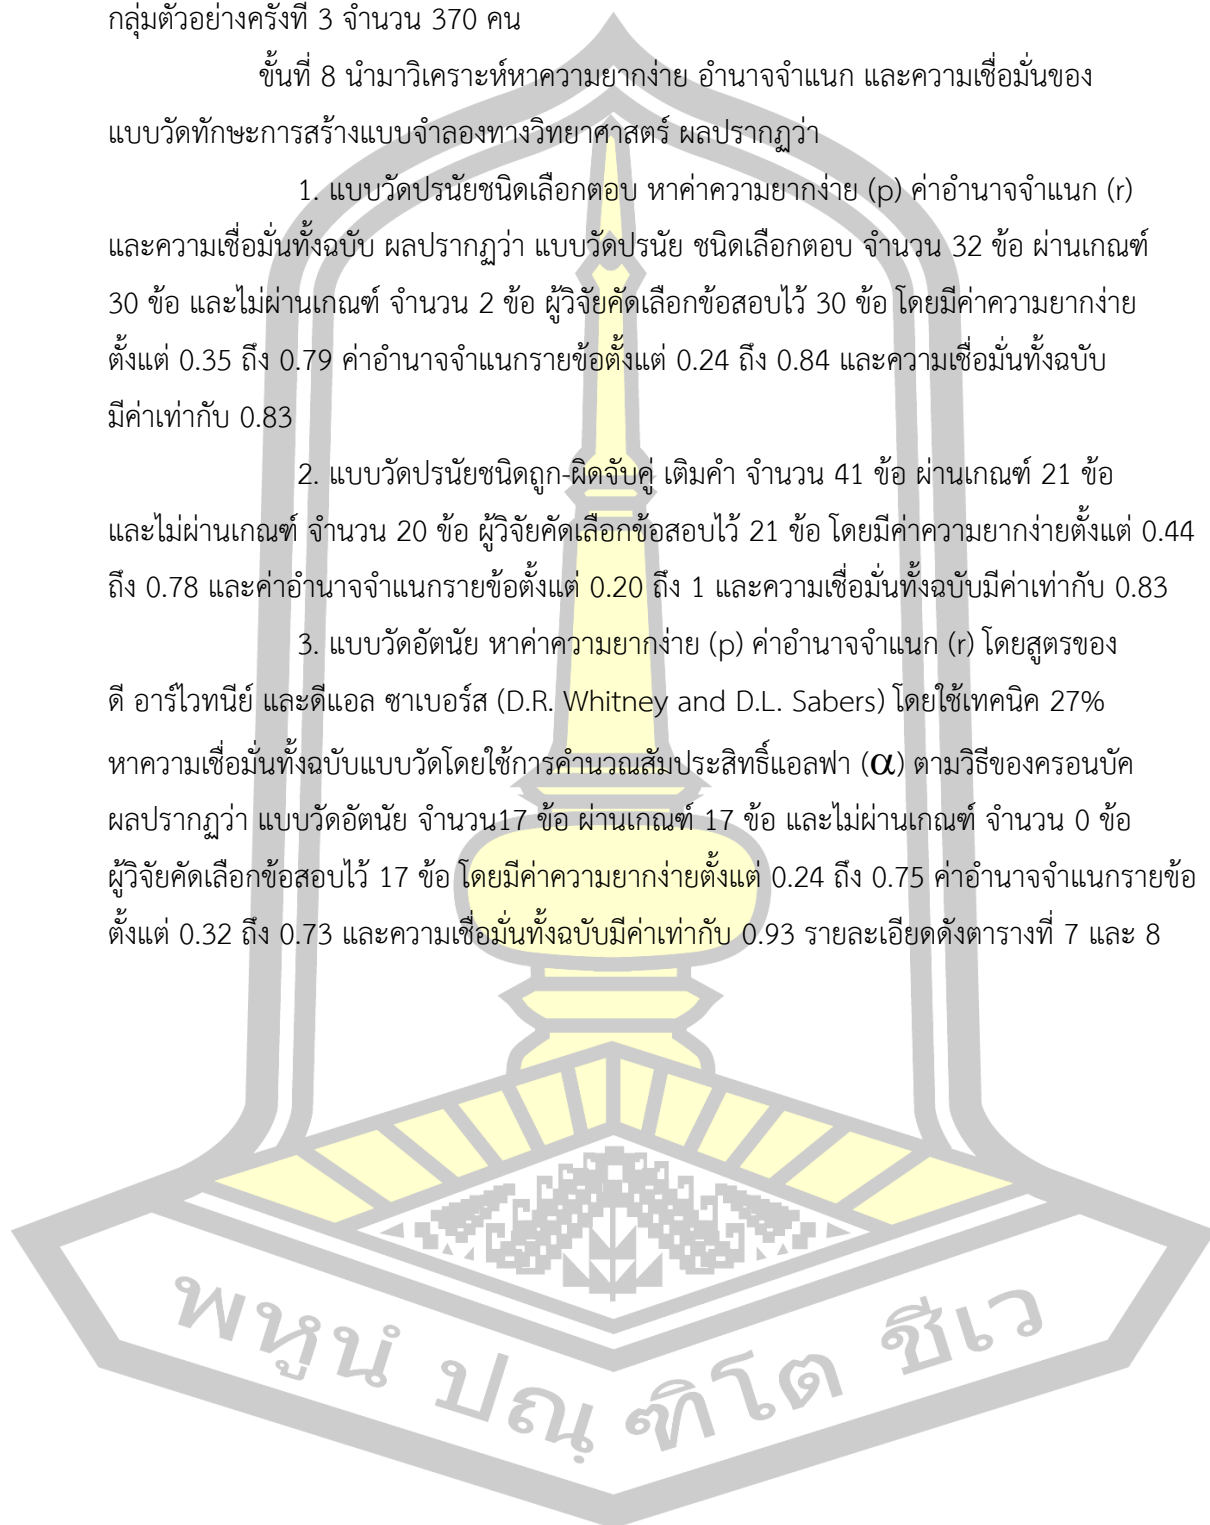 กลุ่มตัวอย่างครั้งที่ 3 จำนวน 370 คน
ขั้นที่ 8 นำมาวิเคราะห์หาความยากง่าย อำนาจจำแนก และความเชื่อมั่นของ
แบบวัดทักษะการสร้างแบบจำลองทางวิทยาศาสตร์ ผลปรากฏว่า
1. แบบวัดปรนัยชนิดเลือกตอบ หาค่าความยากง่าย (p) ค่าอำนาจจำแนก (r)
และความเชื่อมั่นทั้งฉบับ ผลปรากฏว่า แบบวัดปรนัย ชนิดเลือกตอบ จำนวน 32 ข้อ ผ่านเกณฑ์
30 ข้อ และไม่ผ่านเกณฑ์ จำนวน 2 ข้อ ผู้วิจัยคัดเลือกข้อสอบไว้ 30 ข้อ โดยมีค่าความยากง่าย
ตั้งแต่ 0.35 ถึง 0.79 ค่าอำนาจจำแนกรายข้อตั้งแต่ 0.24 ถึง 0.84 และความเชื่อมั่นทั้งฉบับ
มีค่าเท่ากับ 0.83
2. แบบวัดปรนัยชนิดถูก-ผิดจับคู่ เติมคำ จำนวน 41 ข้อ ผ่านเกณฑ์ 21 ข้อ
และไม่ผ่านเกณฑ์ จำนวน 20 ข้อ ผู้วิจัยคัดเลือกข้อสอบไว้ 21 ข้อ โดยมีค่าความยากง่ายตั้งแต่ 0.44
ถึง 0.78 และค่าอำนาจจำแนกรายข้อตั้งแต่ 0.20 ถึง 1 และความเชื่อมั่นทั้งฉบับมีค่าเท่ากับ 0.83
3. แบบวัดอัตนัย หาค่าความยากง่าย (p) ค่าอำนาจจำแนก (r) โดยสูตรของ
ดี อาร์ไวทนีย์ และดีแอล ซาเบอร์ส (D.R. Whitney and D.L. Sabers) โดยใช้เทคนิค 27%
หาความเชื่อมั่นทั้งฉบับแบบวัดโดยใช้การคำนวณสัมประสิทธิ์แอลฟา (α) ตามวิธีของครอนบัค
ผลปรากฏว่า แบบวัดอัตนัย จำนวน17 ข้อ ผ่านเกณฑ์ 17 ข้อ และไม่ผ่านเกณฑ์ จำนวน 0 ข้อ
ผู้วิจัยคัดเลือกข้อสอบไว้ 17 ข้อ โดยมีค่าความยากง่ายตั้งแต่ 0.24 ถึง 0.75 ค่าอำนาจจำแนกรายข้อ
ตั้งแต่ 0.32 ถึง 0.73 และความเชื่อมั่นทั้งฉบับมีค่าเท่ากับ 0.93 รายละเอียดดังตารางที่ 7 และ 8
พหูนํ ปณฺ ฑิโต ชีเว